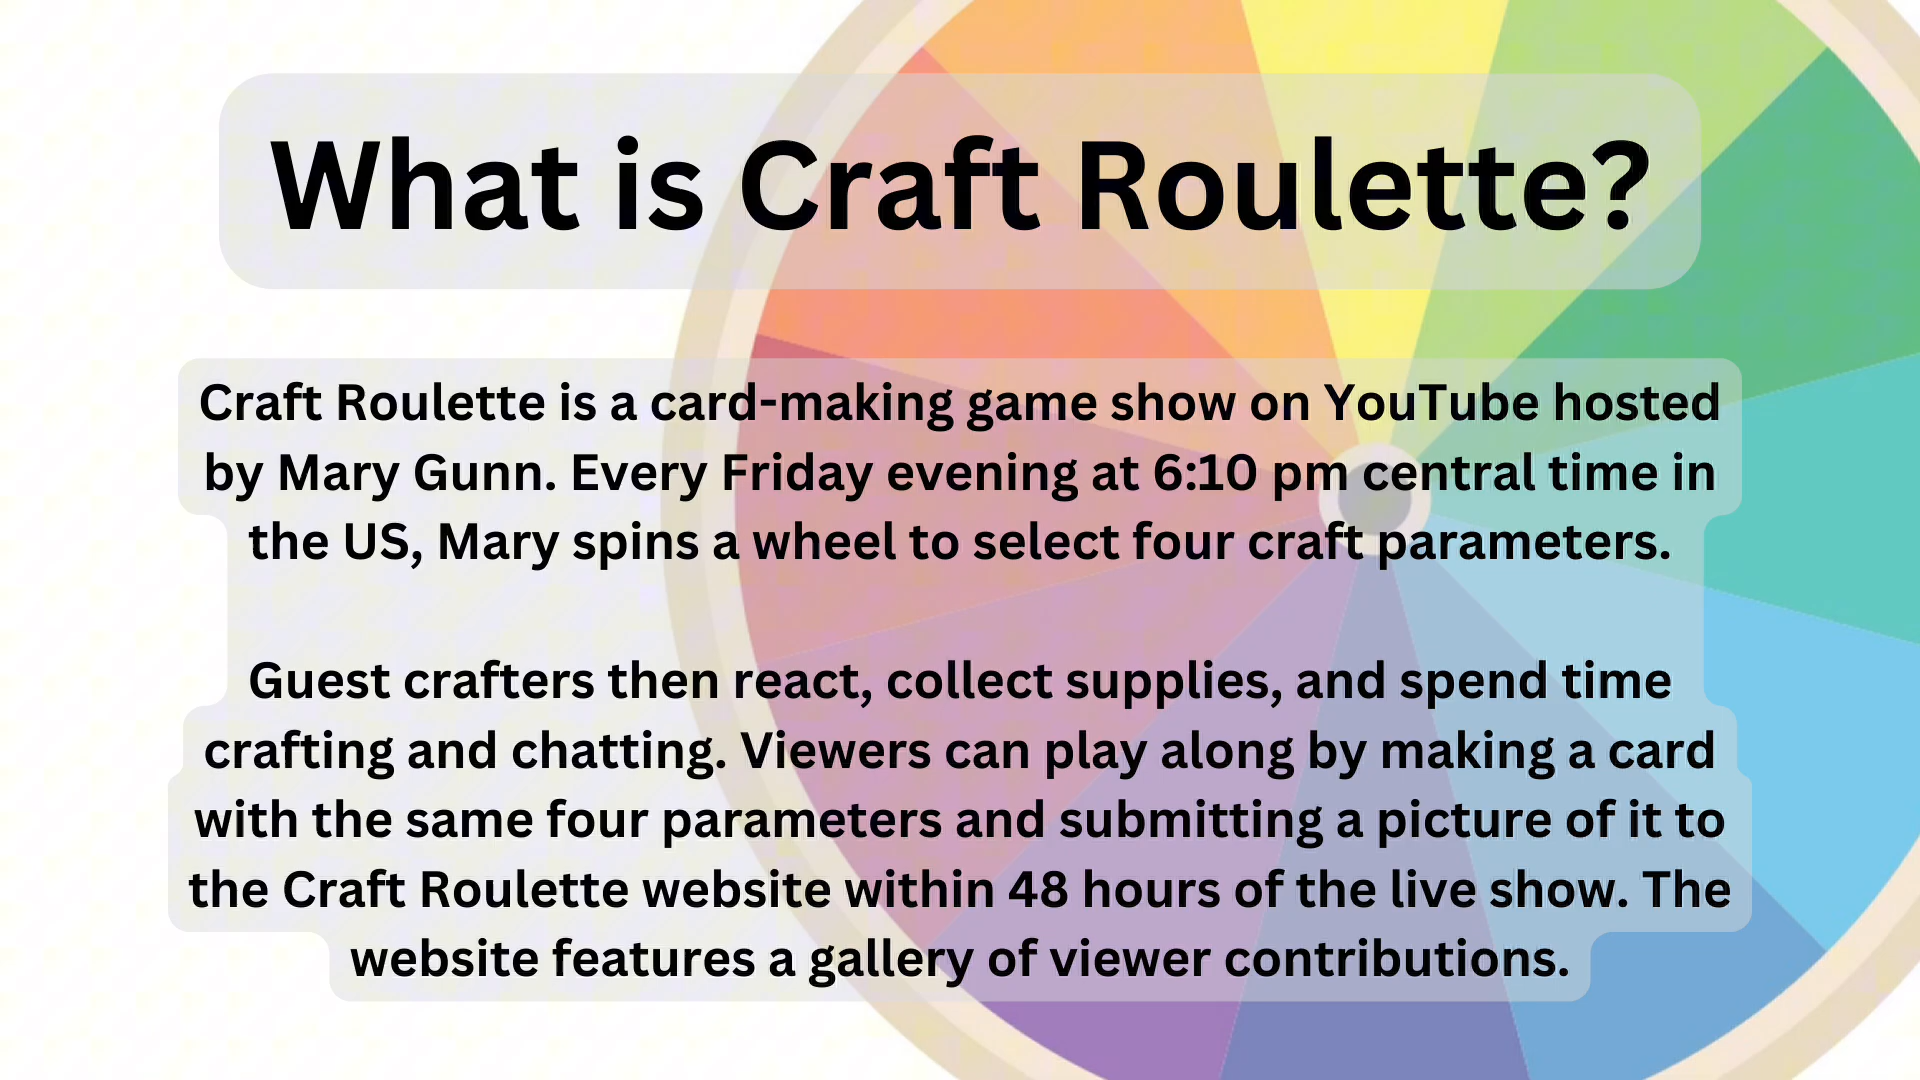 What is Craft Roulette?
Craft Roulette is a card-making game show on YouTube hosted
by Mary Gunn. Every Friday evening at 6:10 pm central time in
the US, Mary spins a wheel to select four craft parameters.
Guest crafters then react, collect supplies, and spend time
crafting and chatting. Viewers can play along by making a card
with the same four parameters and submitting a picture of it to
the Craft Roulette website within 48 hours of the live show. The
website features a gallery of viewer contributions.